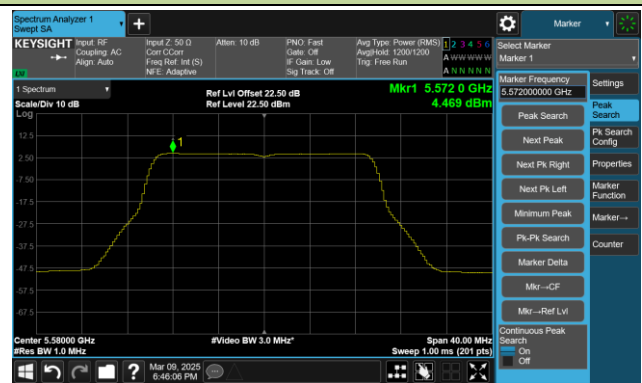 Spectrum Analyzer 1
Swept SA
Marker
KEYSIGHT
Input: RF
Coupling: AC
Align: Auto
Input Z: 50 Ω
Corr CCorr
Freq Ref: Int (S)
NFE: Adaptive
Atten: 10 dB
PNO: Fast
Gate: Off
IF Gain: Low
Sig Track: Off
Avg Type: Power (RMS)
Avg|Hold: 1200/1200
Trig: Free Run
1 2 3 4 5 6
A W W W W W
A N N N N N
Select Marker
Marker 1
LVI
1 Spectrum
Scale/Div 10 dB
Log
Ref Lvl Offset 22.50 dB
Ref Level 22.50 dBm
Mkr1 5.572 0 GHz
4.469 dBm
12.5
2.50
-7.50
-17.5
-27.5
-37.5
-47.5
-57.5
-67.5
1
Center 5.58000 GHz
#Res BW 1.0 MHz
#Video BW 3.0 MHz*
Span 40.00 MHz
Sweep 1.00 ms (201 pts)
Marker Frequency
5.572000000 GHz
Peak Search
Next Peak
Next Pk Right
Next Pk Left
Minimum Peak
Pk-Pk Search
Marker Delta
Mkr→CF
Mkr→Ref Lvl
Continuous Peak
Search
On
Off
Settings
Peak
Search
Pk Search
Config
Properties
Marker
Function
Marker→
Counter
Mar 09, 2025
6:46:06 PM